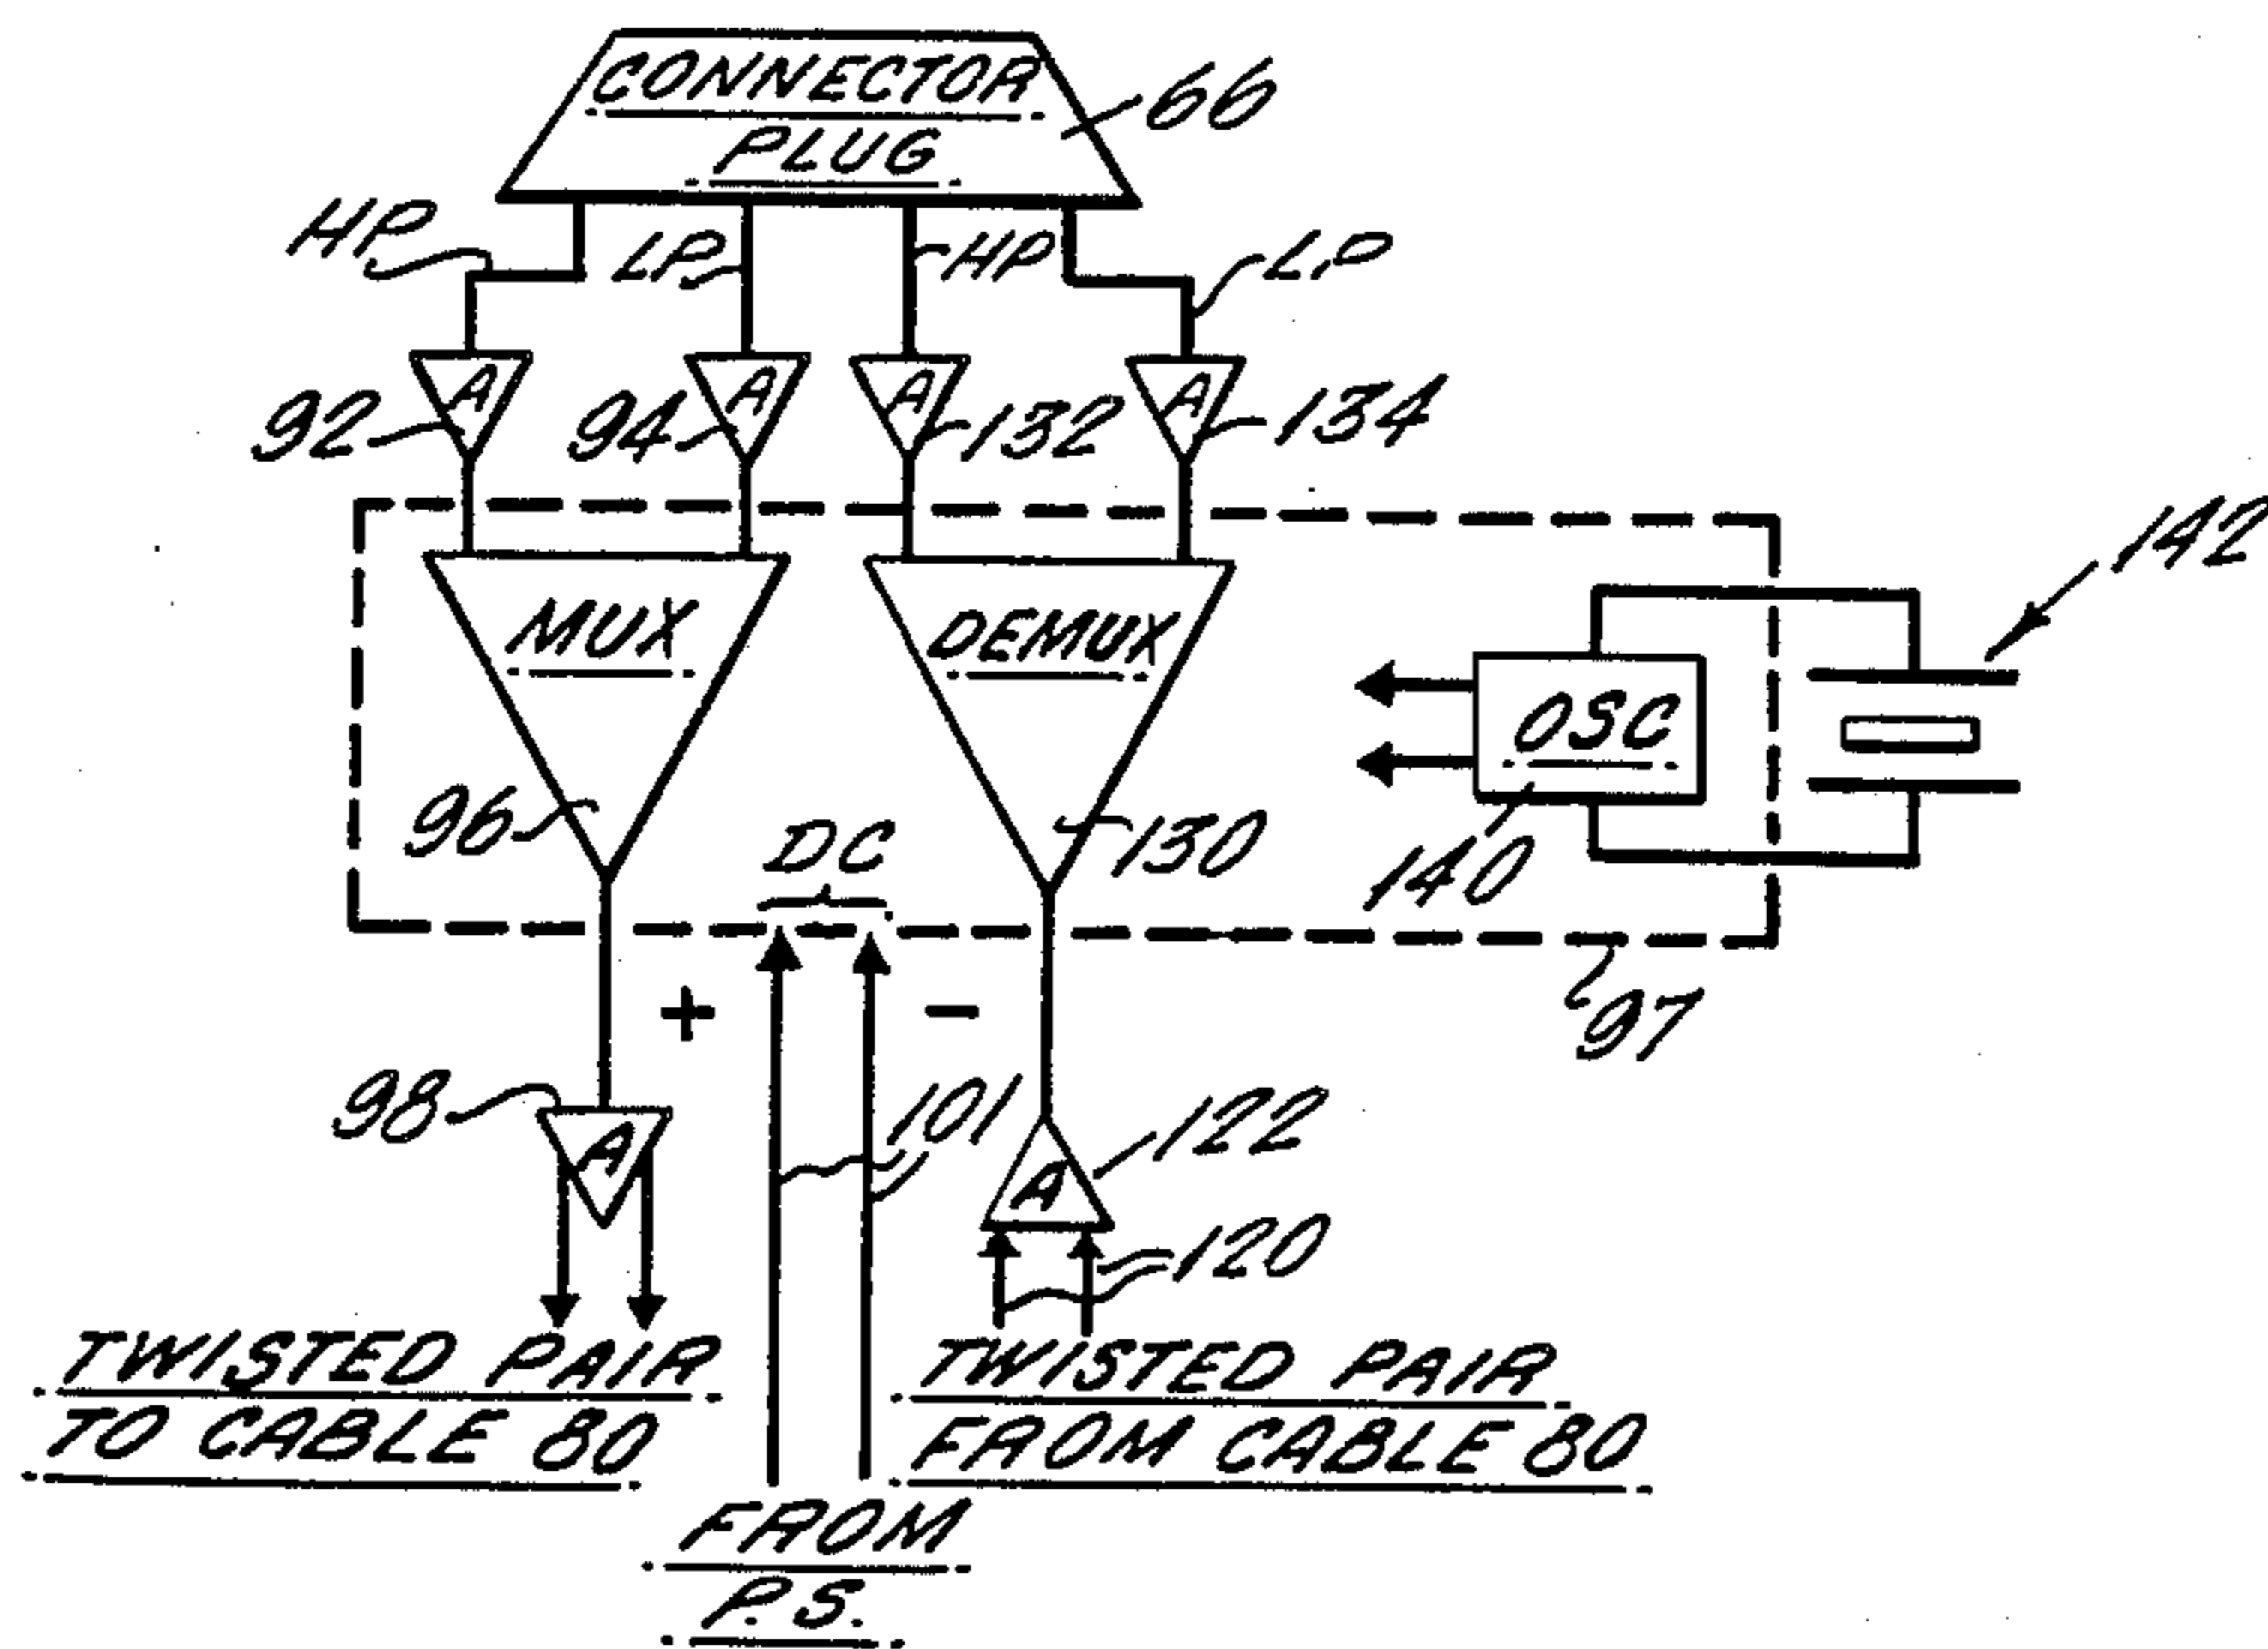 CONNECTOR
PLUG
66
HP
LP
HP
LP
A
A
A
A
92
94
132
134
142
MUX
DEMUX
OSC
96
DC
130
140
+
-
97
98
A
101
122
A
120
TWISTED PAIR
TO CABLE 80
TWISTED PAIR
FROM CABLE 80
FROM
P.S.